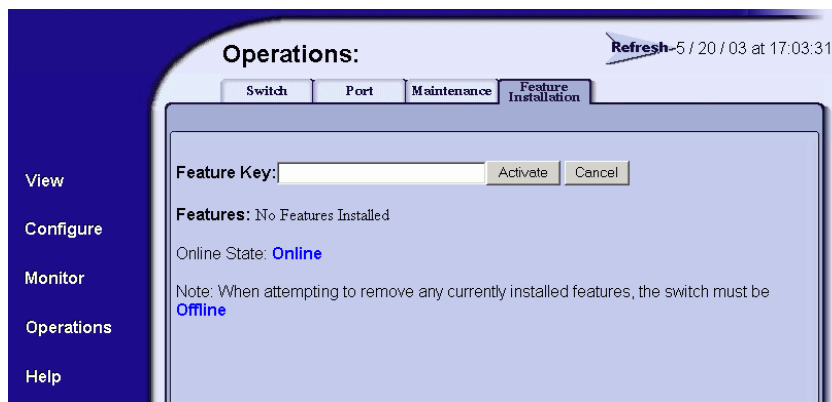 Operations:
Refresh-5 / 20 / 03 at 17:03:31
Switch
Port
Maintenance
Feature
Installation
View
Configure
Monitor
Operations
Help
Feature Key:
Activate
Cancel
Features: No Features Installed
Online State: Online
Note: When attempting to remove any currently installed features, the switch must be
Offline